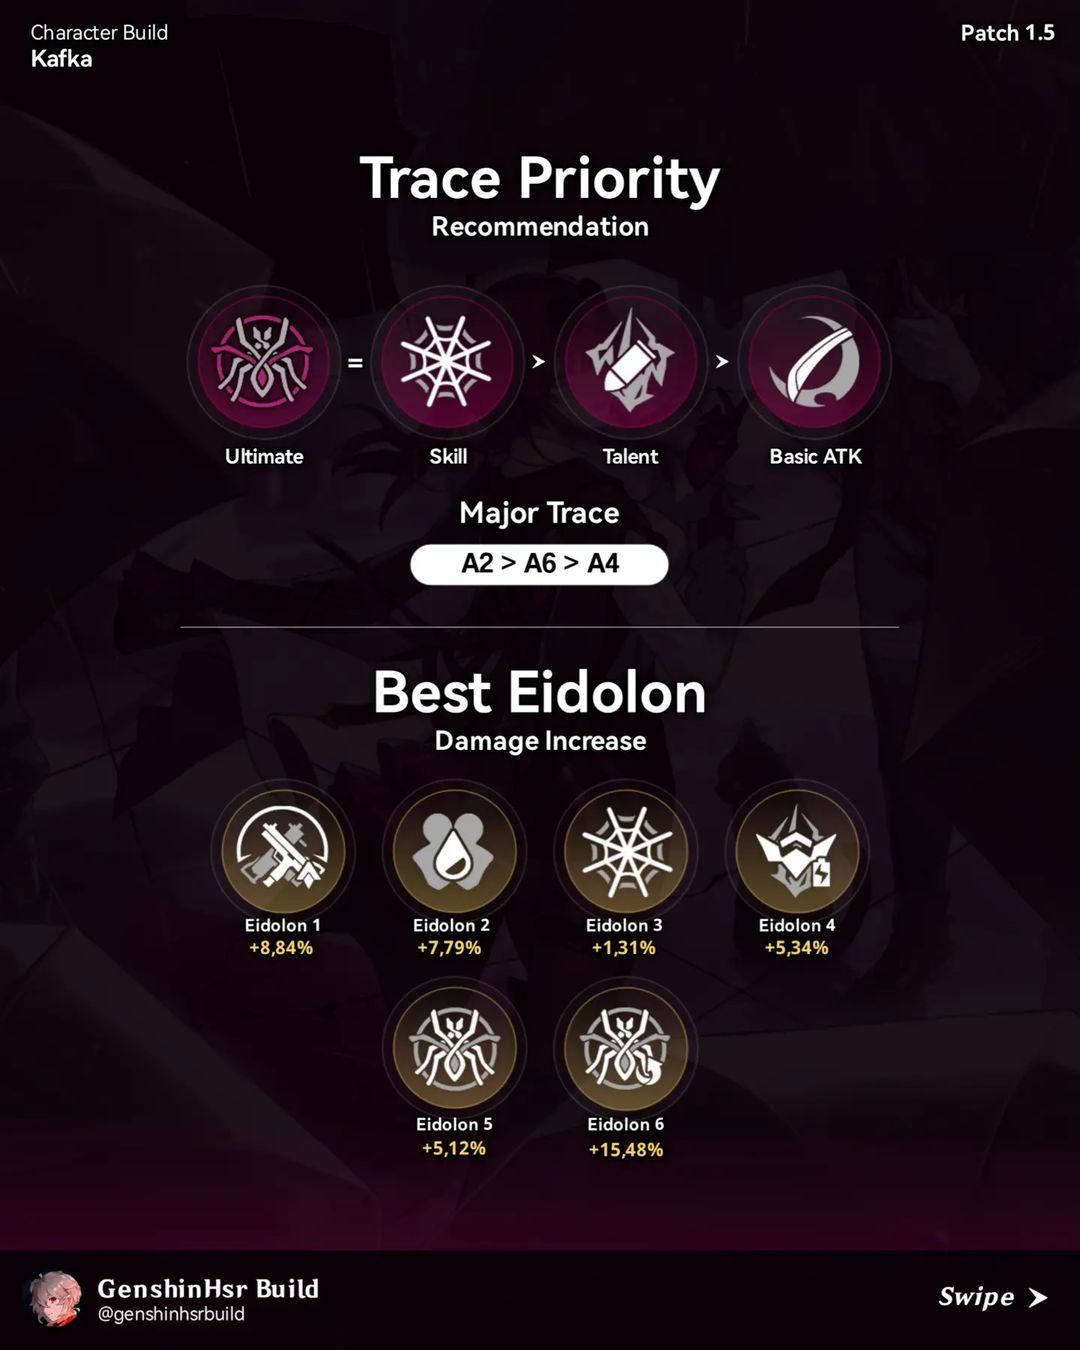 Character Build
Kafka
Patch 1.5
Trace Priority
Recommendation
= > >
Ultimate Skill Talent Basic ATK
Major Trace
A2 > A6 > A4
Best Eidolon
Damage Increase
Eidolon 1 Eidolon 2 Eidolon 3 Eidolon 4
+8,84% +7,79% +1,31% +5,34%
Eidolon 5 Eidolon 6
+5,12% +15,48%
GenshinHsr Build
@genshinhsrbuild
Swipe